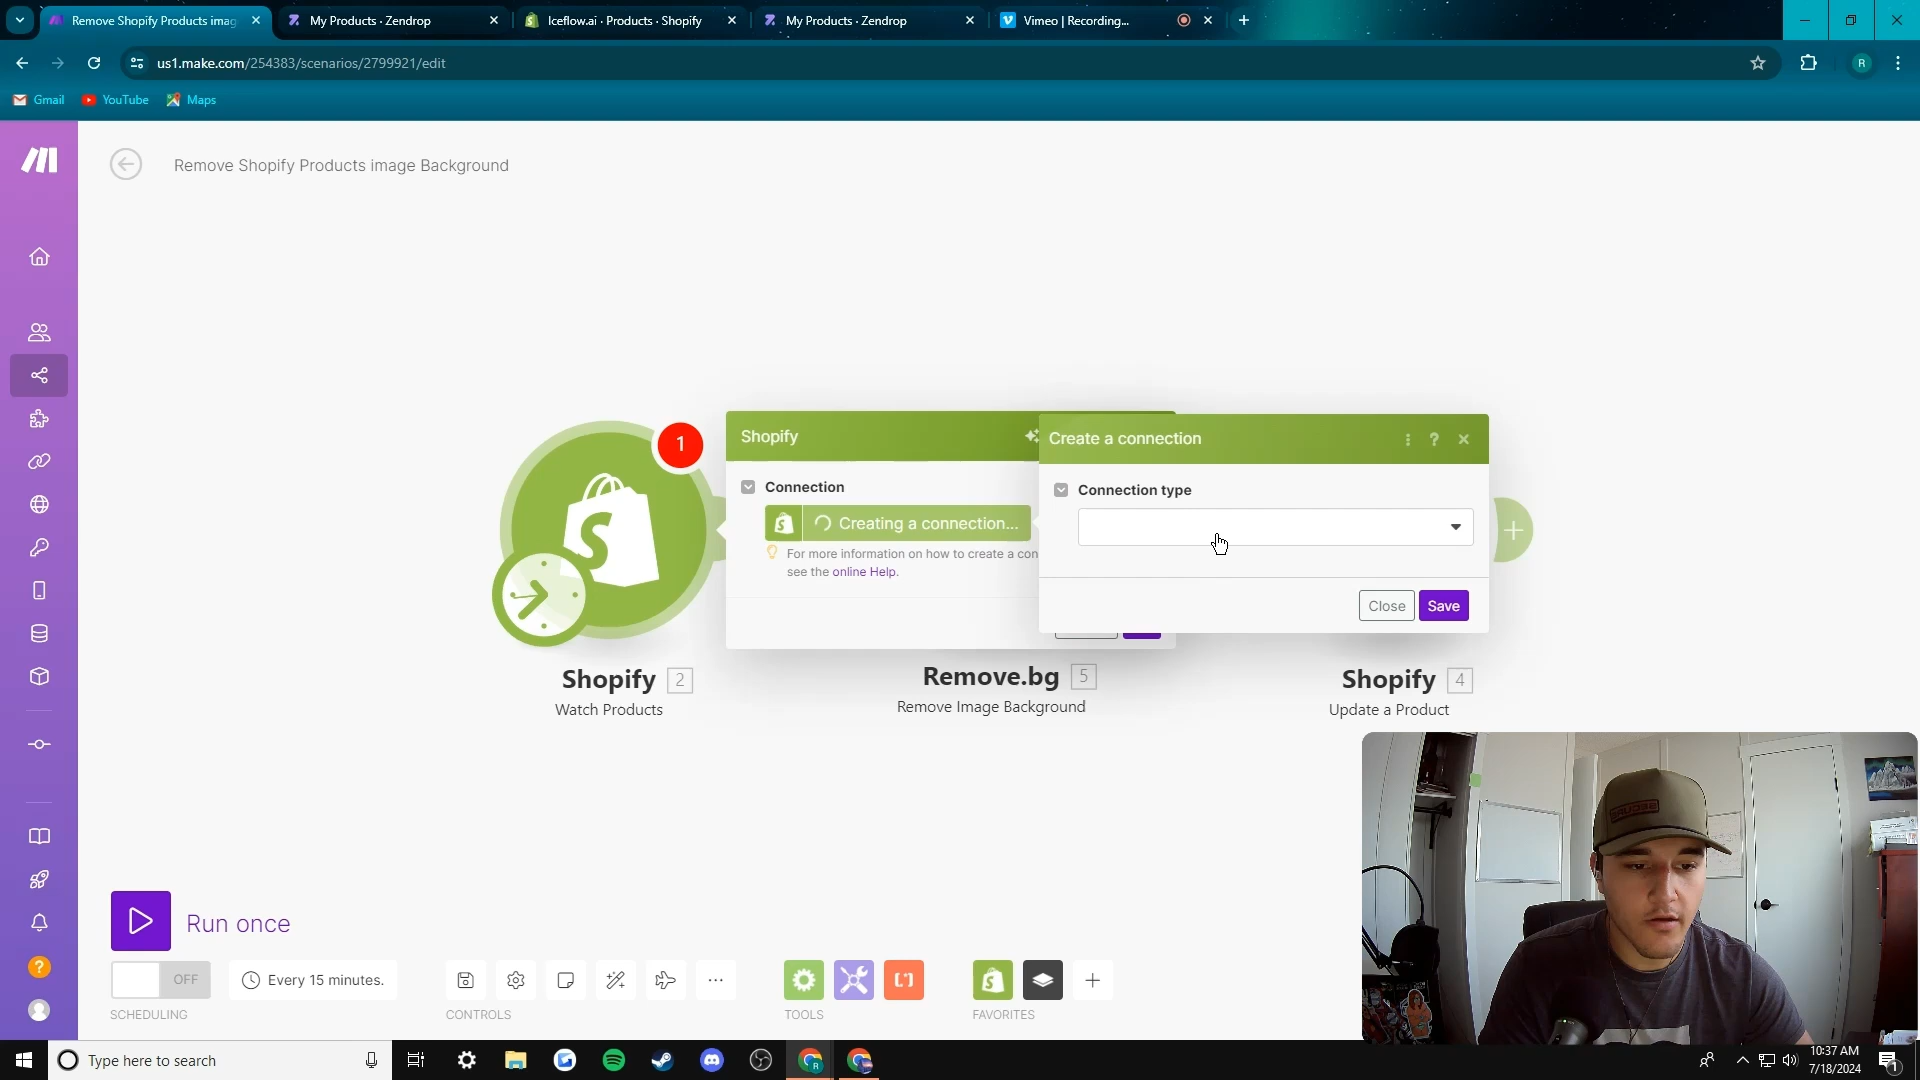 Remove Shopify Products imag
My Products · Zendrop
Iceflow.ai · Products · Shopify
My Products · Zendrop
Vimeo | Recording...
us1.make.com/254383/scenarios/2799921/edit
R
Gmail
YouTube
Maps
Remove Shopify Products image Background
1
Shopify
Create a connection
Connection
Connection type
Creating a connection...
For more information on how to create a con
see the online Help.
Close
Save
Shopify 2
Watch Products
Remove.bg 5
Remove Image Background
Shopify 4
Update a Product
Run once
OFF
Every 15 minutes.
SCHEDULING
CONTROLS
TOOLS
FAVORITES
Type here to search
10:37 AM
7/18/2024
1